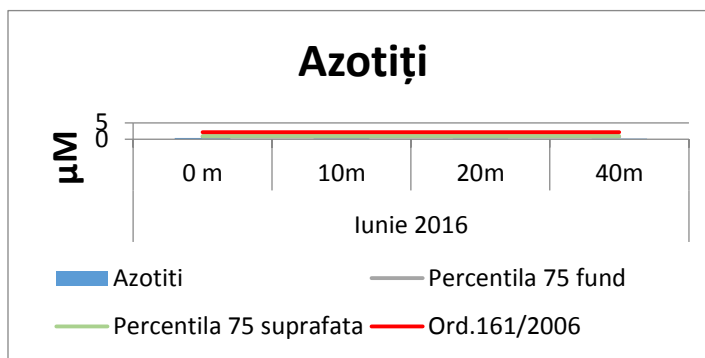 Azotiți
μM
5
0
0 m 10m 20m 40m
Iunie 2016
Azotiti Percentila 75 fund
Percentila 75 suprafata Ord.161/2006